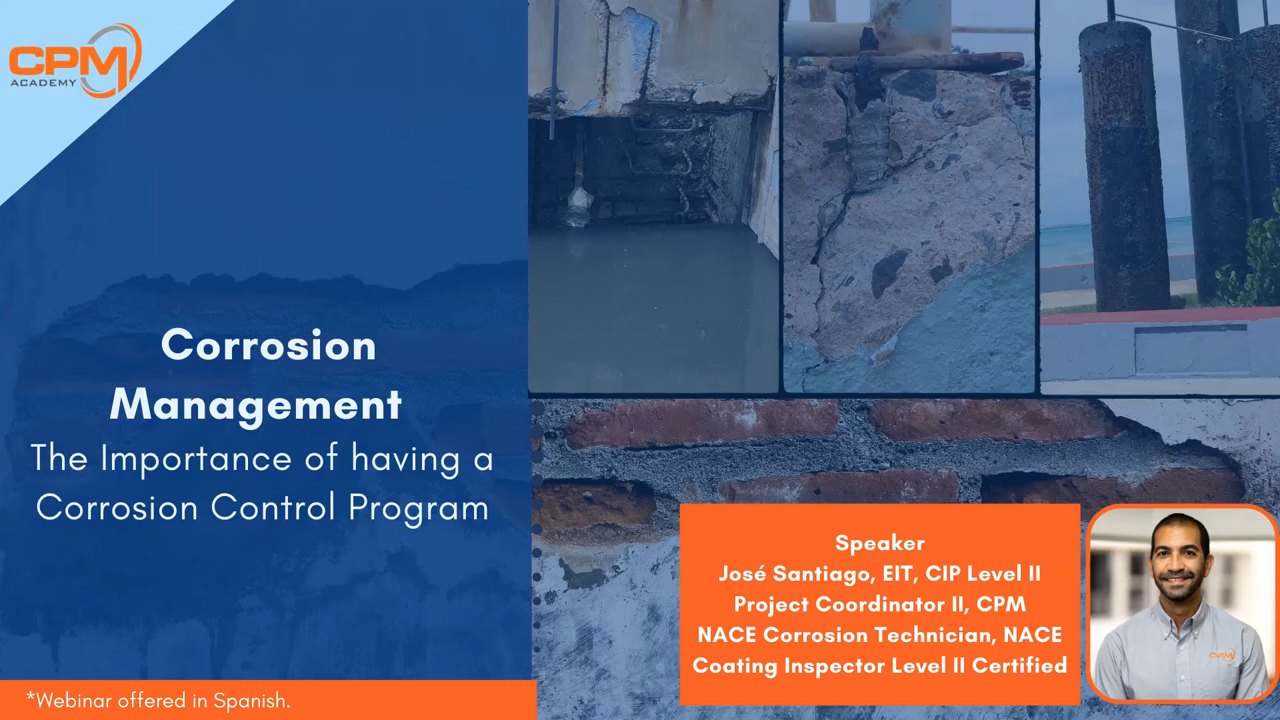 CPM
ACADEMY
Corrosion
Management
The Importance of having a
Corrosion Control Program
*Webinar offered in Spanish.
Speaker
José Santiago, EIT, CIP Level II
Project Coordinator II, CPM
NACE Corrosion Technician, NACE
Coating Inspector Level II Certified
CPM